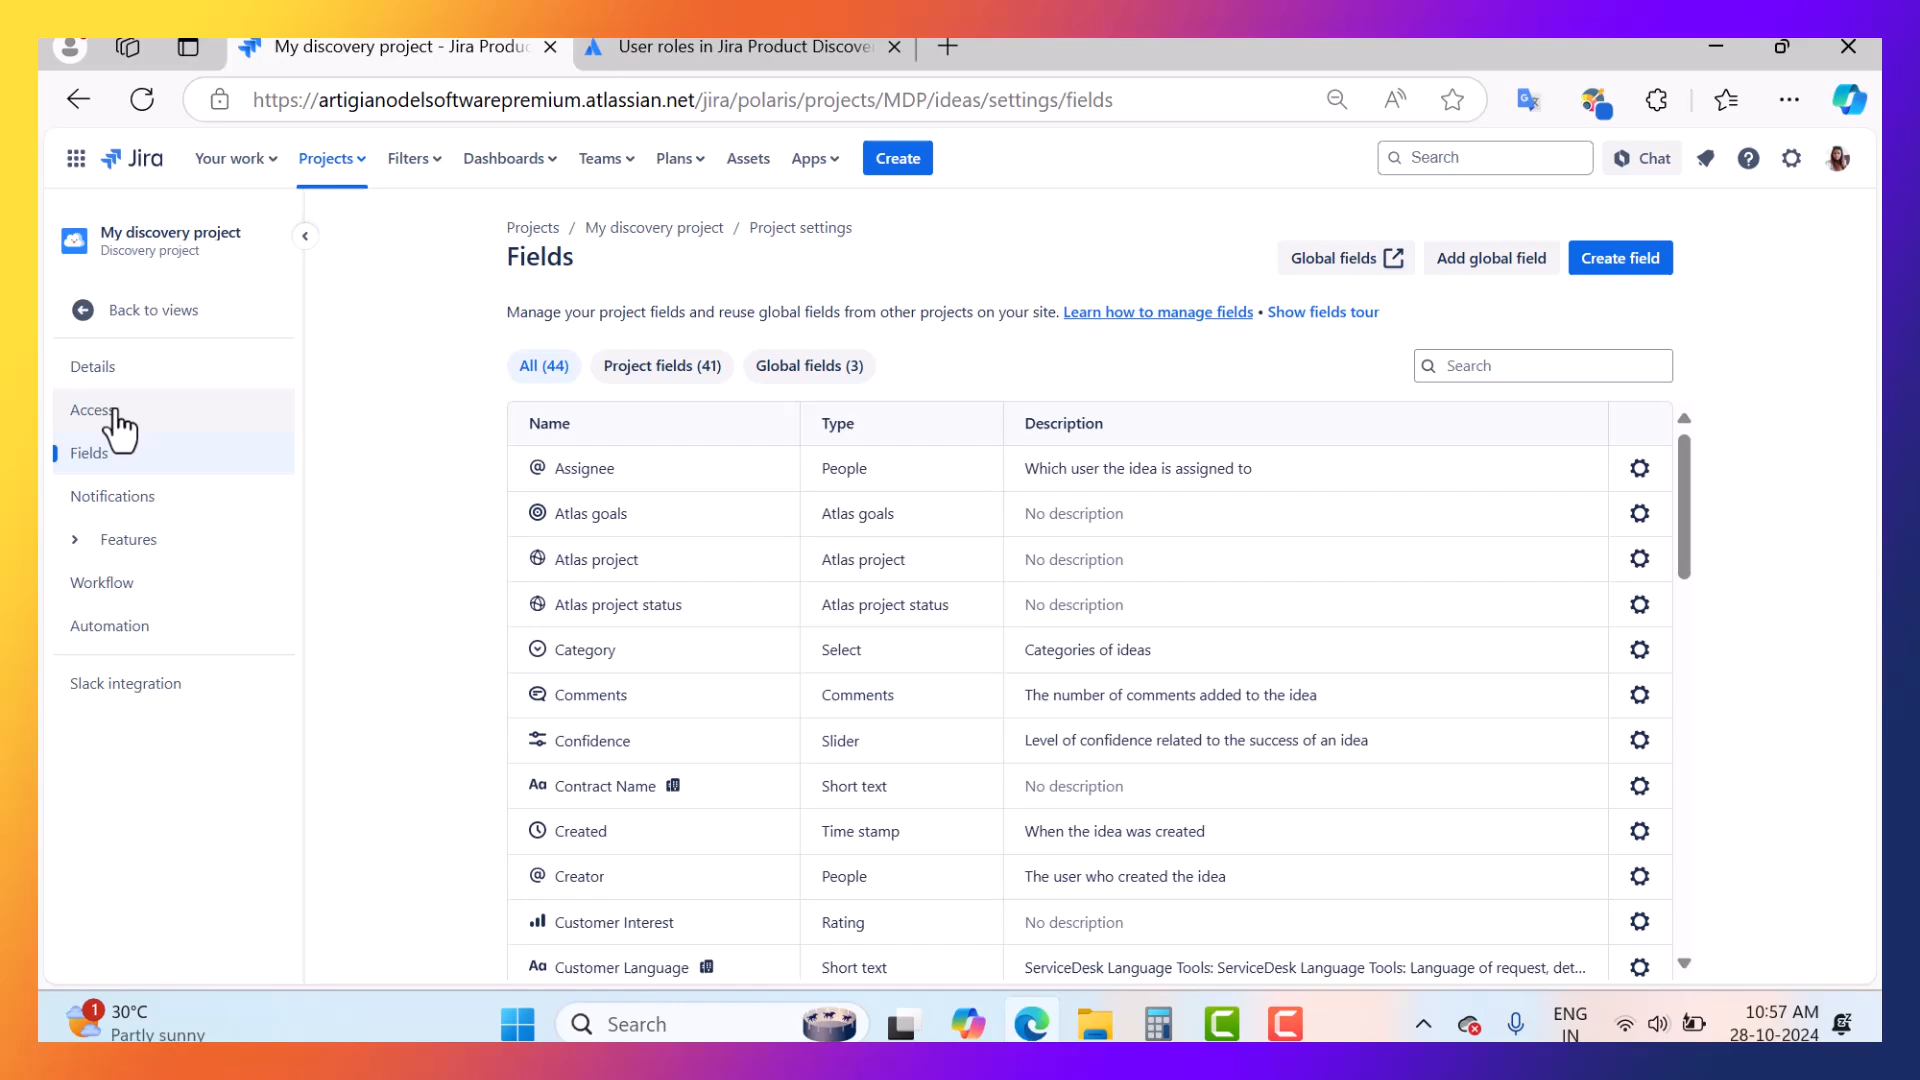 My discovery project - Jira Produc
User roles in Jira Product Discover
https://artigianodelsoftwarepremium.atlassian.net/jira/polaris/projects/MDP/ideas/settings/fields
Jira
Your work
Projects
Filters
Dashboards
Teams
Plans
Assets
Apps
Create
Search
Chat
My discovery project
Discovery project
Back to views
Details
Access
Fields
Notifications
Features
Workflow
Automation
Slack integration
Projects / My discovery project / Project settings
Fields
Global fields
Add global field
Create field
Manage your project fields and reuse global fields from other projects on your site. Learn how to manage fields • Show fields tour
All (44)
Project fields (41)
Global fields (3)
Search
Name Type Description
Assignee People Which user the idea is assigned to
Atlas goals Atlas goals No description
Atlas project Atlas project No description
Atlas project status Atlas project status No description
Category Select Categories of ideas
Comments Comments The number of comments added to the idea
Confidence Slider Level of confidence related to the success of an idea
Aa Contract Name Short text No description
Created Time stamp When the idea was created
Creator People The user who created the idea
Customer Interest Rating No description
Aa Customer Language Short text ServiceDesk Language Tools: ServiceDesk Language Tools: Language of request, det...
1
30°C
Partly sunny
Search
ENG
IN
10:57 AM
28-10-2024